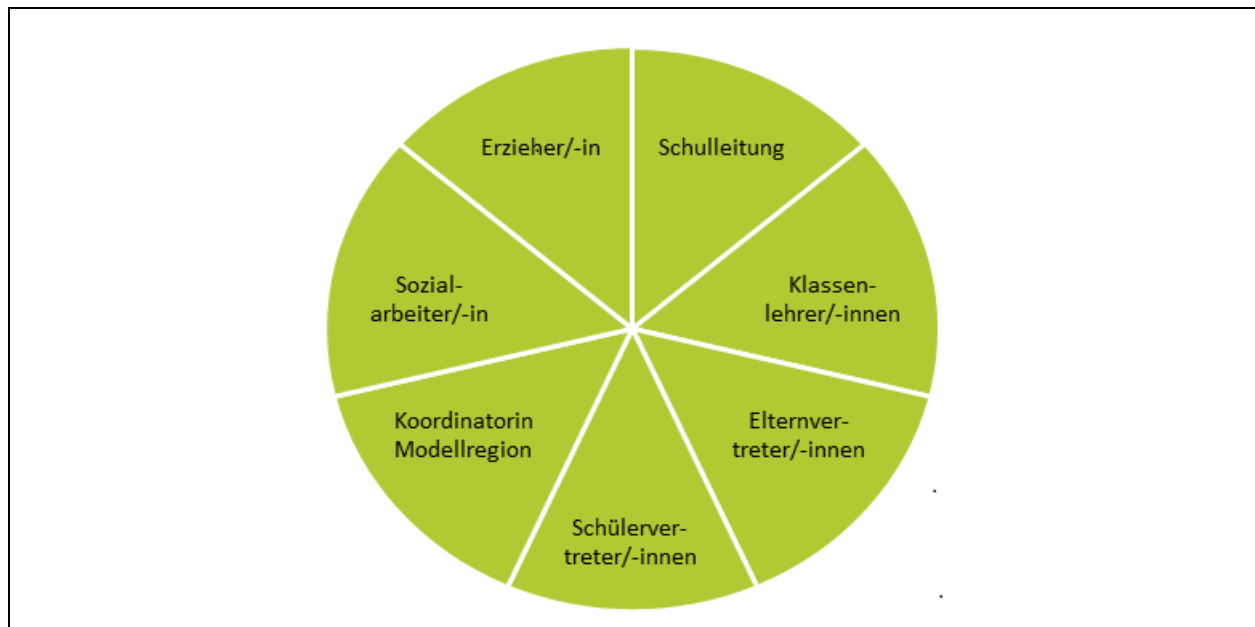 Erzieher/-in
Schulleitung
Sozial-
arbeiter/-in
Klassen-
lehrer/-innen
Koordinatorin
Modellregion
Elternver-
treter/-innen
Schülerver-
treter/-innen